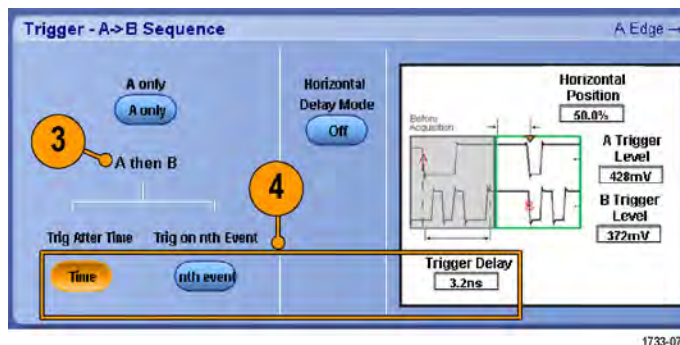 Trigger - A->B Sequence
A Edge →
A only
A only
Horizontal
Delay Mode
Off
3
A then B
4
Trig After Time
Trig on nth Event
Time
nth event
Before
Acquisition
A
B
Horizontal
Position
50.0%
A Trigger
Level
428mV
B Trigger
Level
372mV
Trigger Delay
3.2ns
1733-07